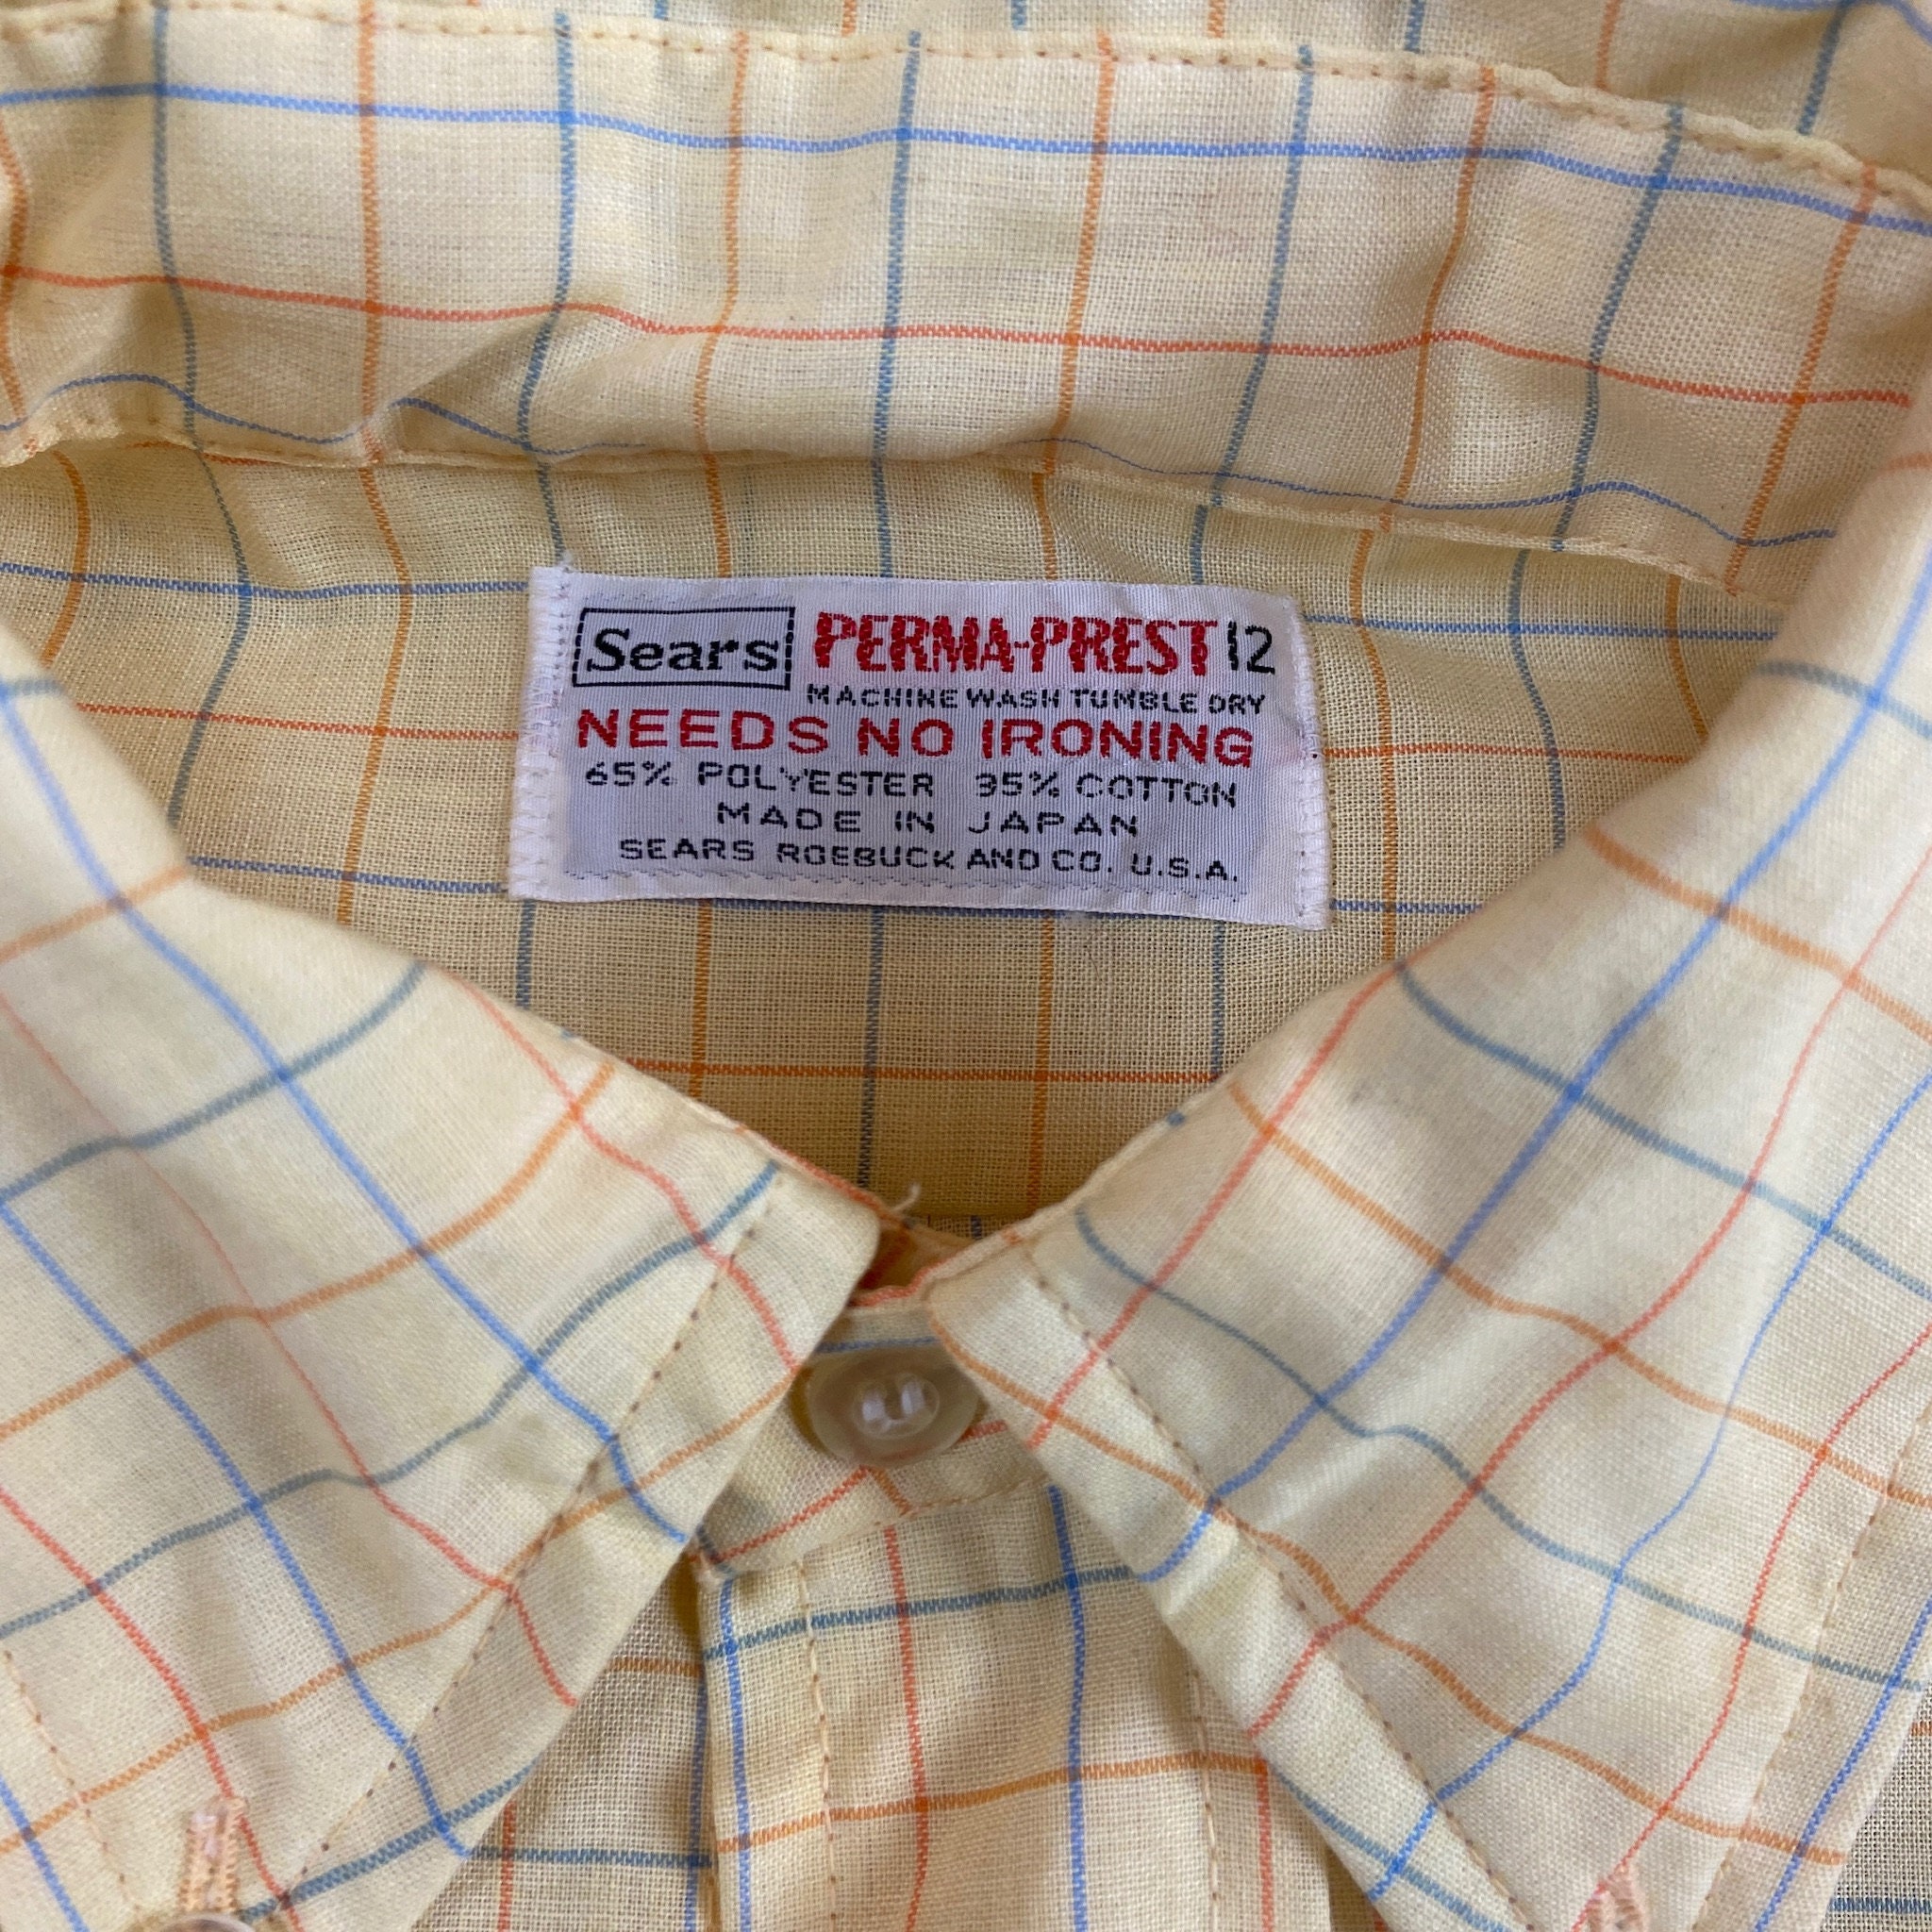 Sears PERMA-PREST 12
MACHINE WASH TUMBLE DRY
NEEDS NO IRONING
65% POLYESTER 35% COTTON
MADE IN JAPAN
SEARS ROEBUCK AND CO. U.S.A.